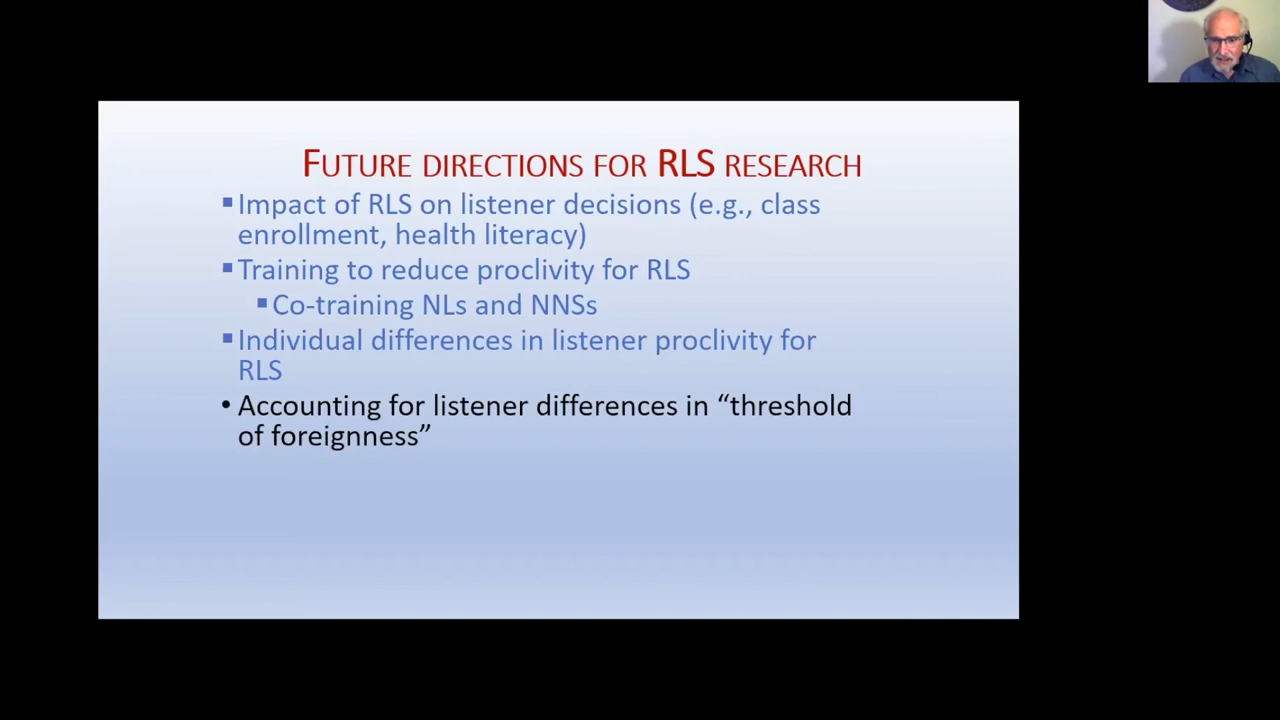 FUTURE DIRECTIONS FOR RLS RESEARCH
▪Impact of RLS on listener decisions (e.g., class
enrollment, health literacy)
▪Training to reduce proclivity for RLS
▪Co-training NLs and NNSs
▪Individual differences in listener proclivity for
RLS
• Accounting for listener differences in “threshold
of foreignness”